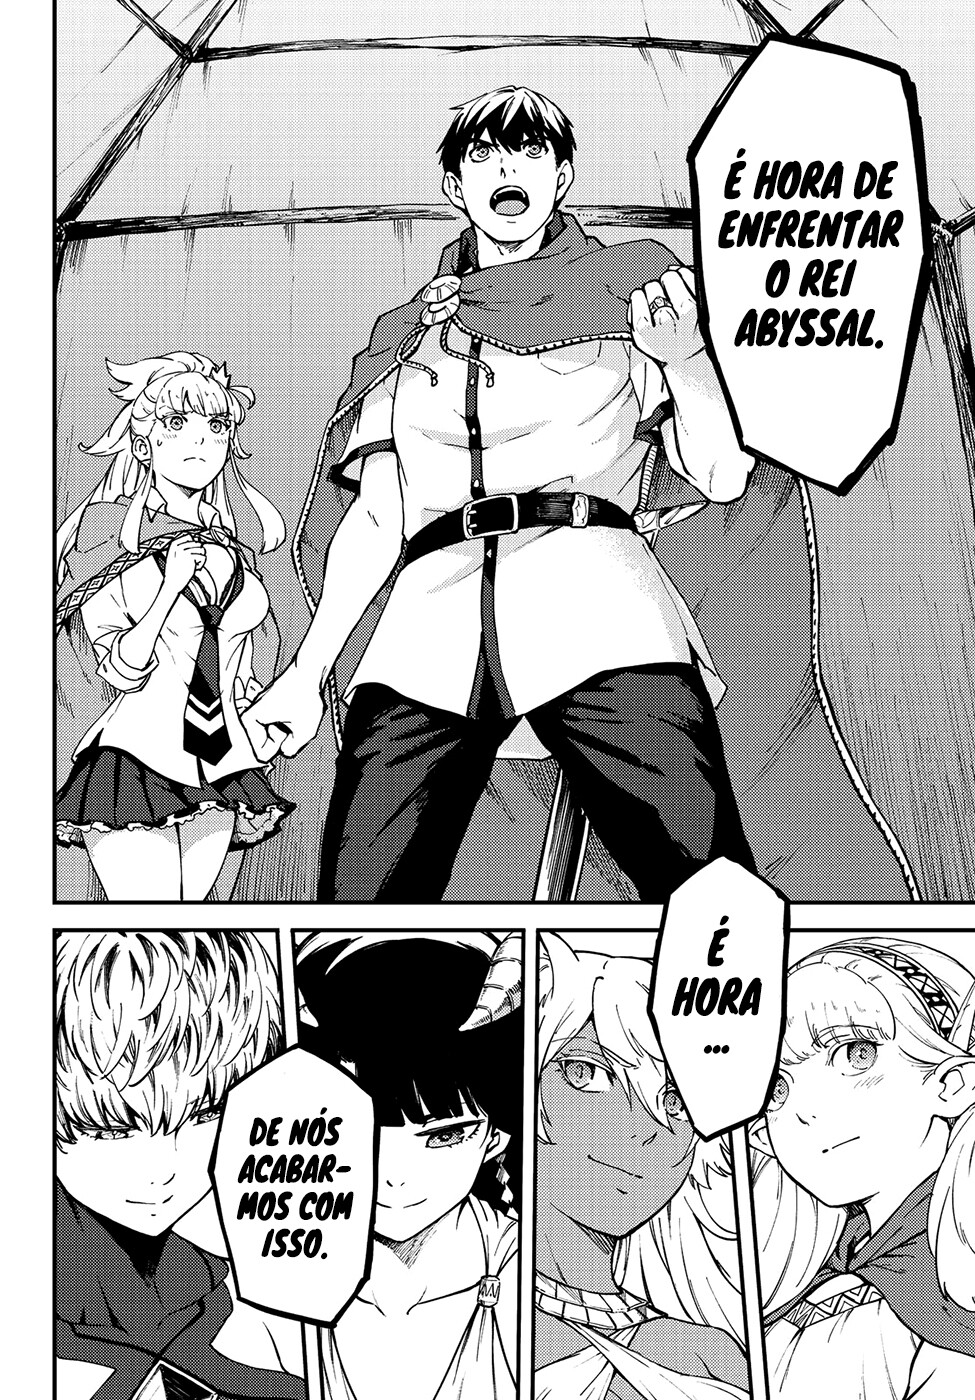 É HORA DE
ENFRENTAR
O REI
ABYSSAL.
É
HORA
...
DE NÓS
ACABAR-
MOS COM
ISSO.